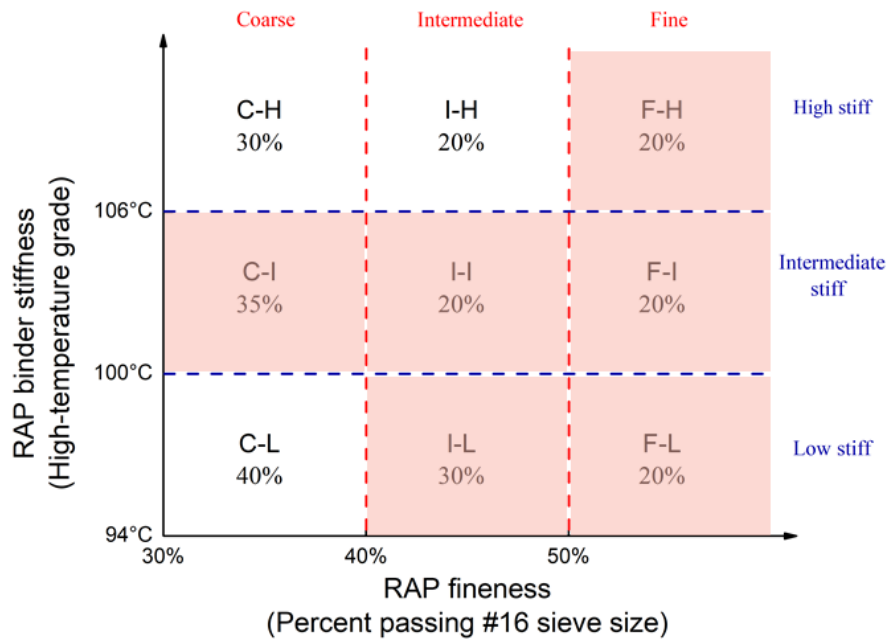 Coarse Intermediate Fine
C-H I-H F-H
30% 20% 20%
High stiff
106°C
C-I I-I F-I
35% 20% 20%
Intermediate
stiff
100°C
C-L I-L F-L
40% 30% 20%
Low stiff
94°C
30% 40% 50%
RAP binder stiffness
(High-temperature grade)
RAP fineness
(Percent passing #16 sieve size)